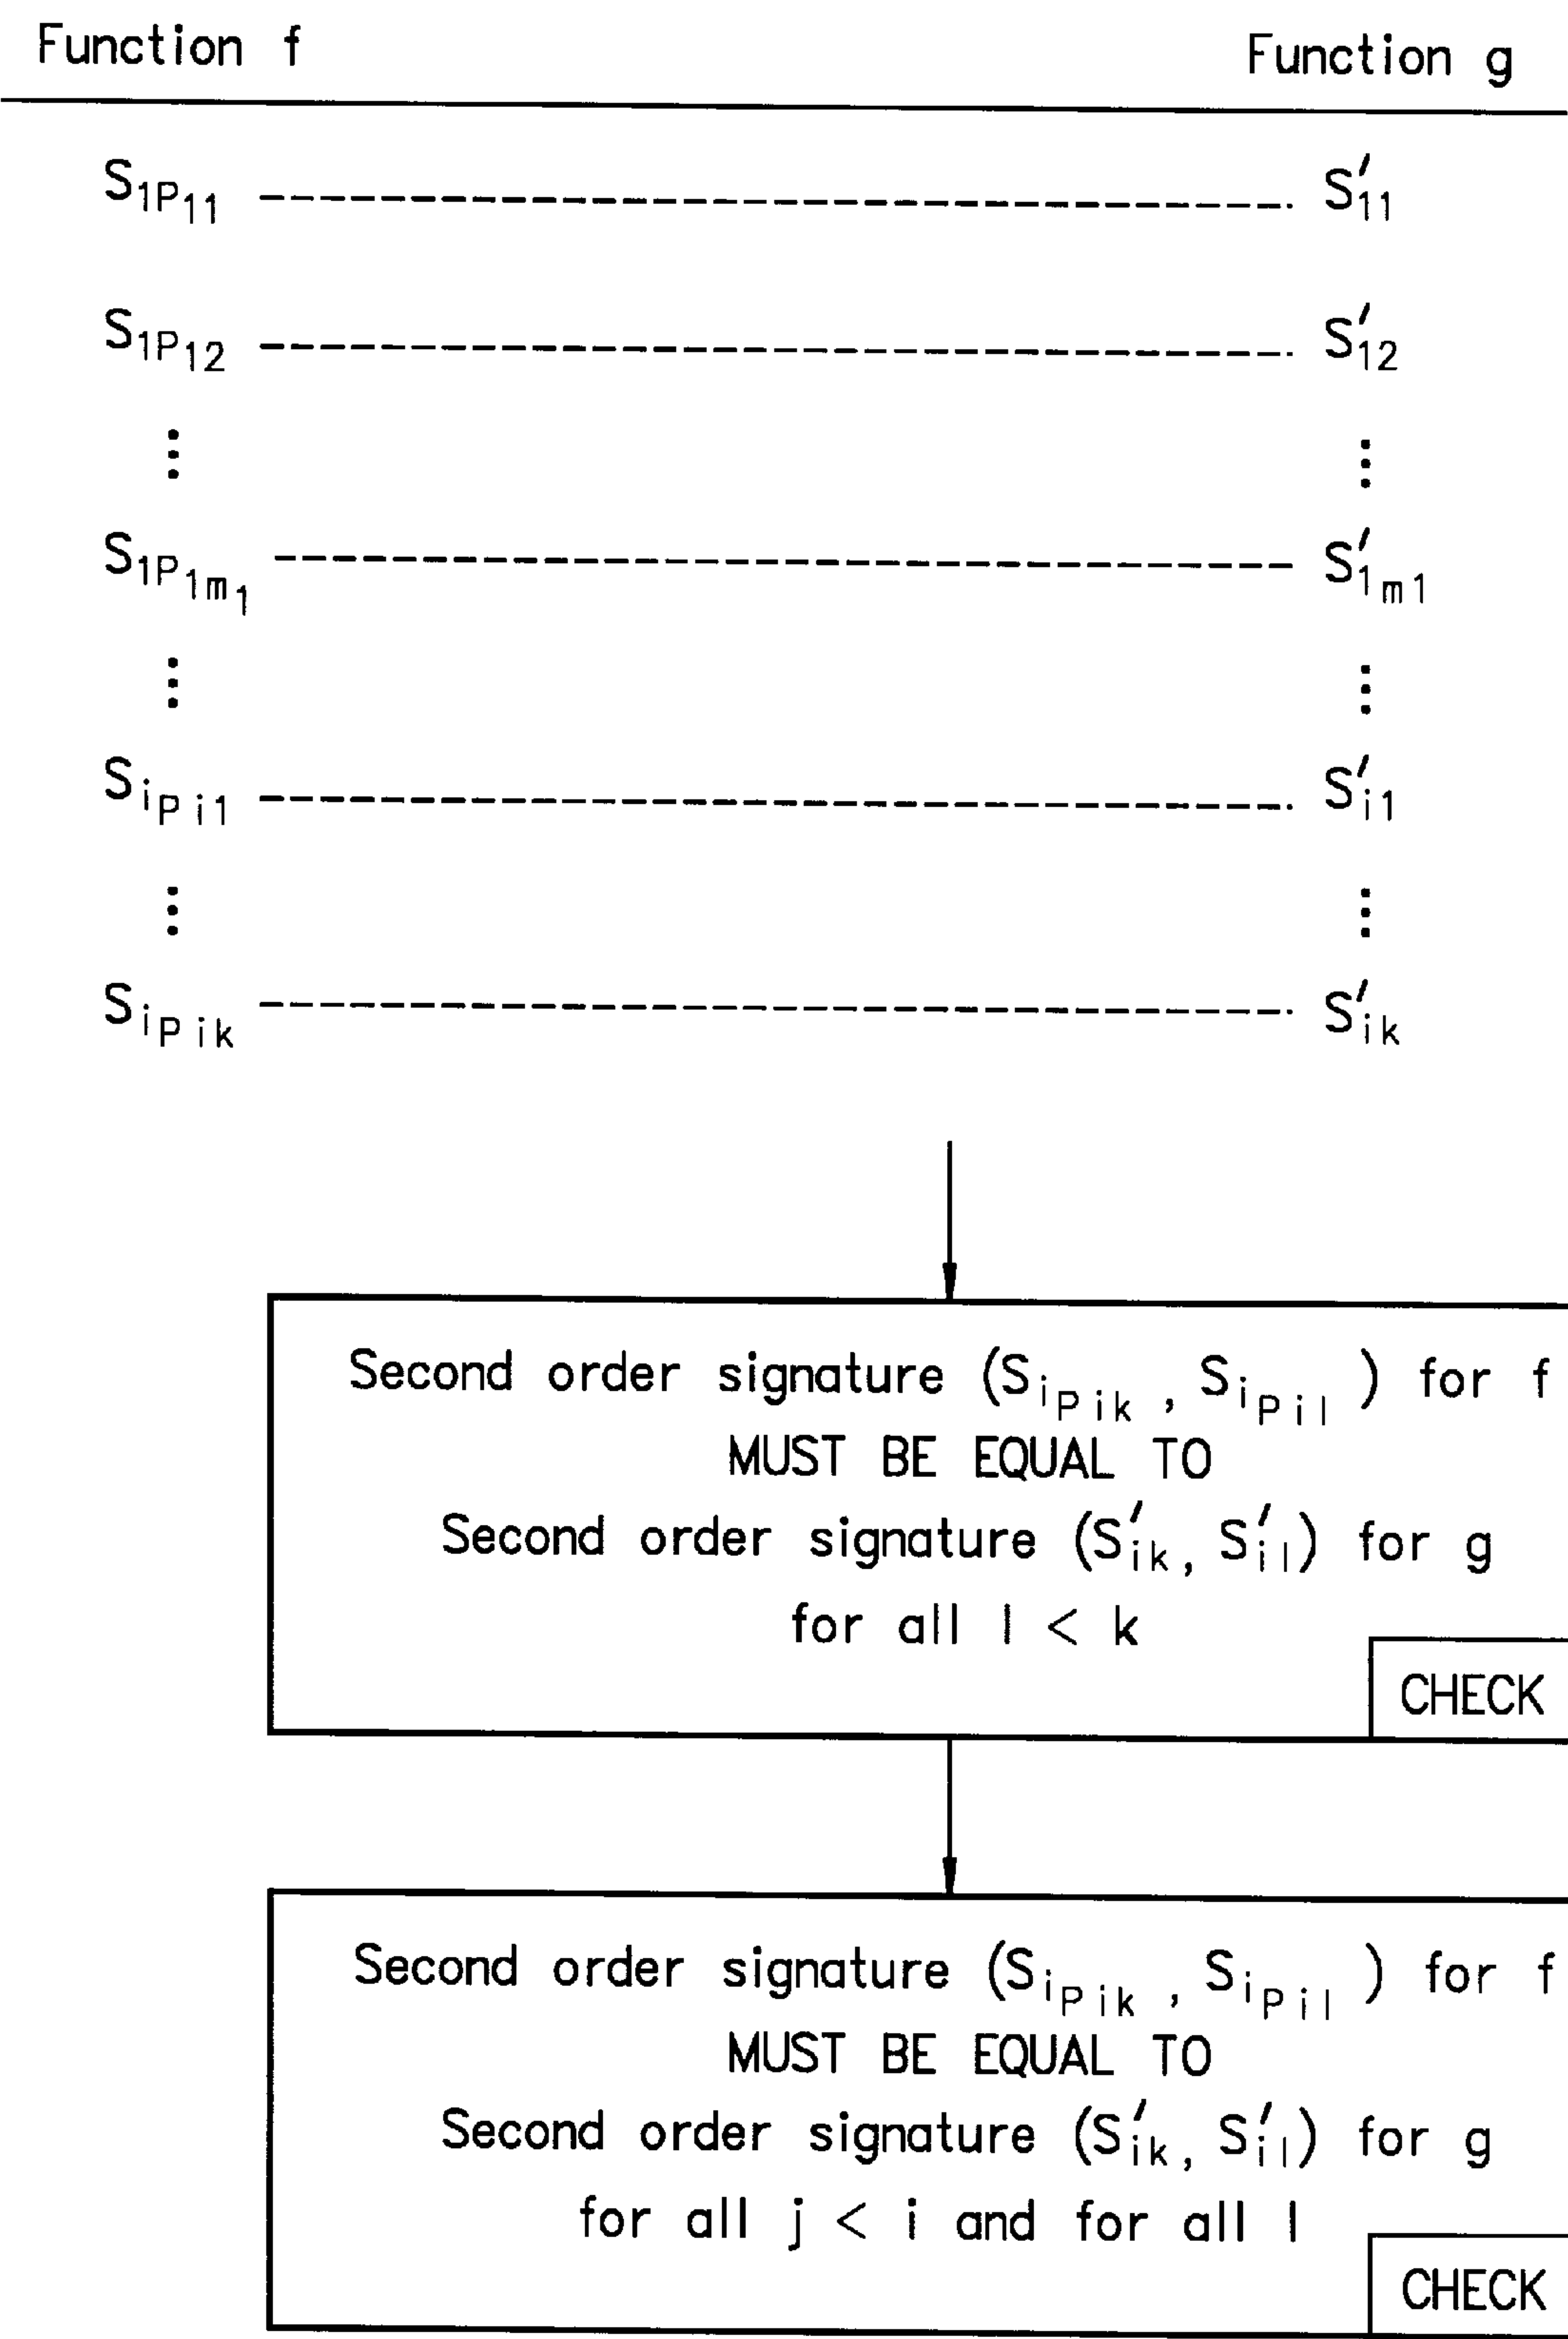 Function f Function g
S₁P₁₁ S′₁₁
S₁P₁₂ S′₁₂
⋮ ⋮
S₁P₁ₘ₁ S′₁ₘ₁
⋮ ⋮
Sᵢₚᵢ₁ S′ᵢ₁
⋮ ⋮
Sᵢₚᵢₖ S′ᵢₖ
Second order signature (Sᵢₚᵢₖ , Sᵢₚᵢₗ ) for f
MUST BE EQUAL TO
Second order signature (S′ᵢₖ, S′ᵢₗ) for g
for all l < k
CHECK
Second order signature (Sᵢₚᵢₖ , Sᵢₚᵢₗ ) for f
MUST BE EQUAL TO
Second order signature (S′ᵢₖ, S′ᵢₗ) for g
for all j < i and for all l
CHECK